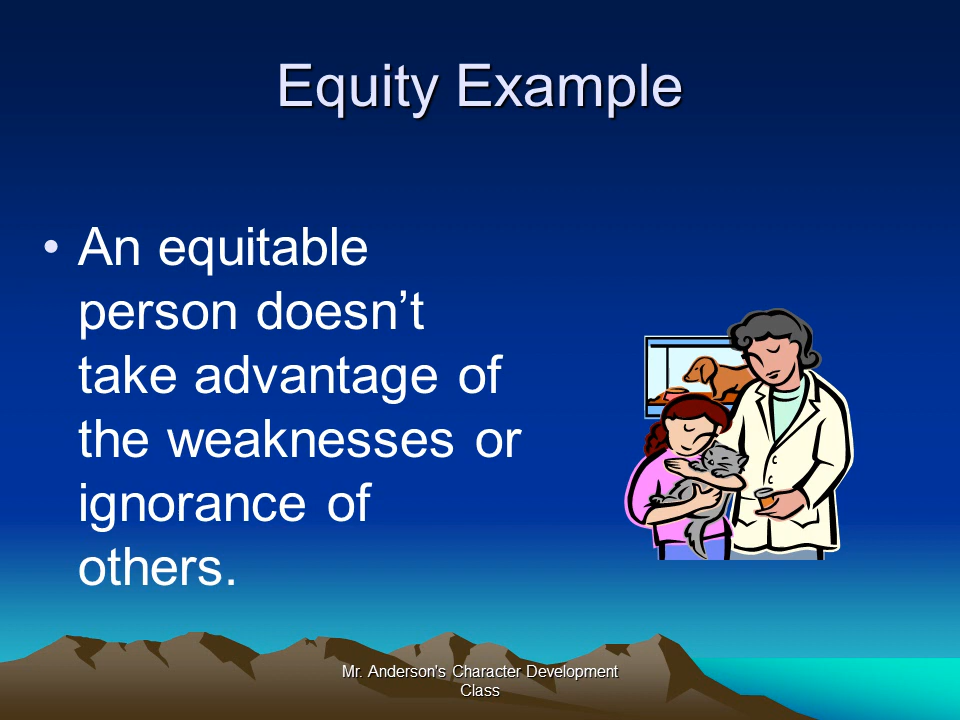 Equity Example
• An equitable
person doesn’t
take advantage of
the weaknesses or
ignorance of
others.
Mr. Anderson's Character Development
Class